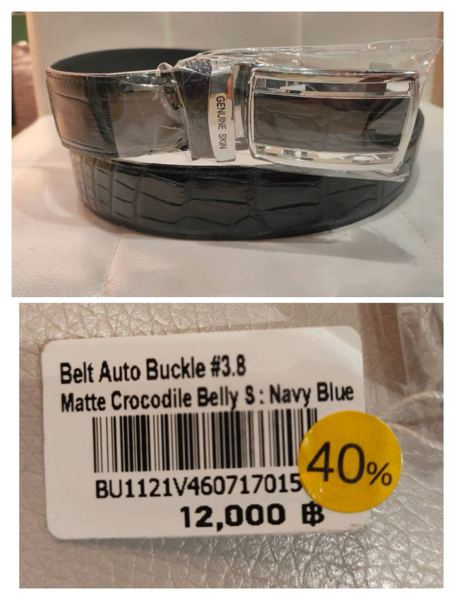 GENUINE SKIN
Belt Auto Buckle #3.8
Matte Crocodile Belly S : Navy Blue
BU1121V460717015
40%
12,000 ฿